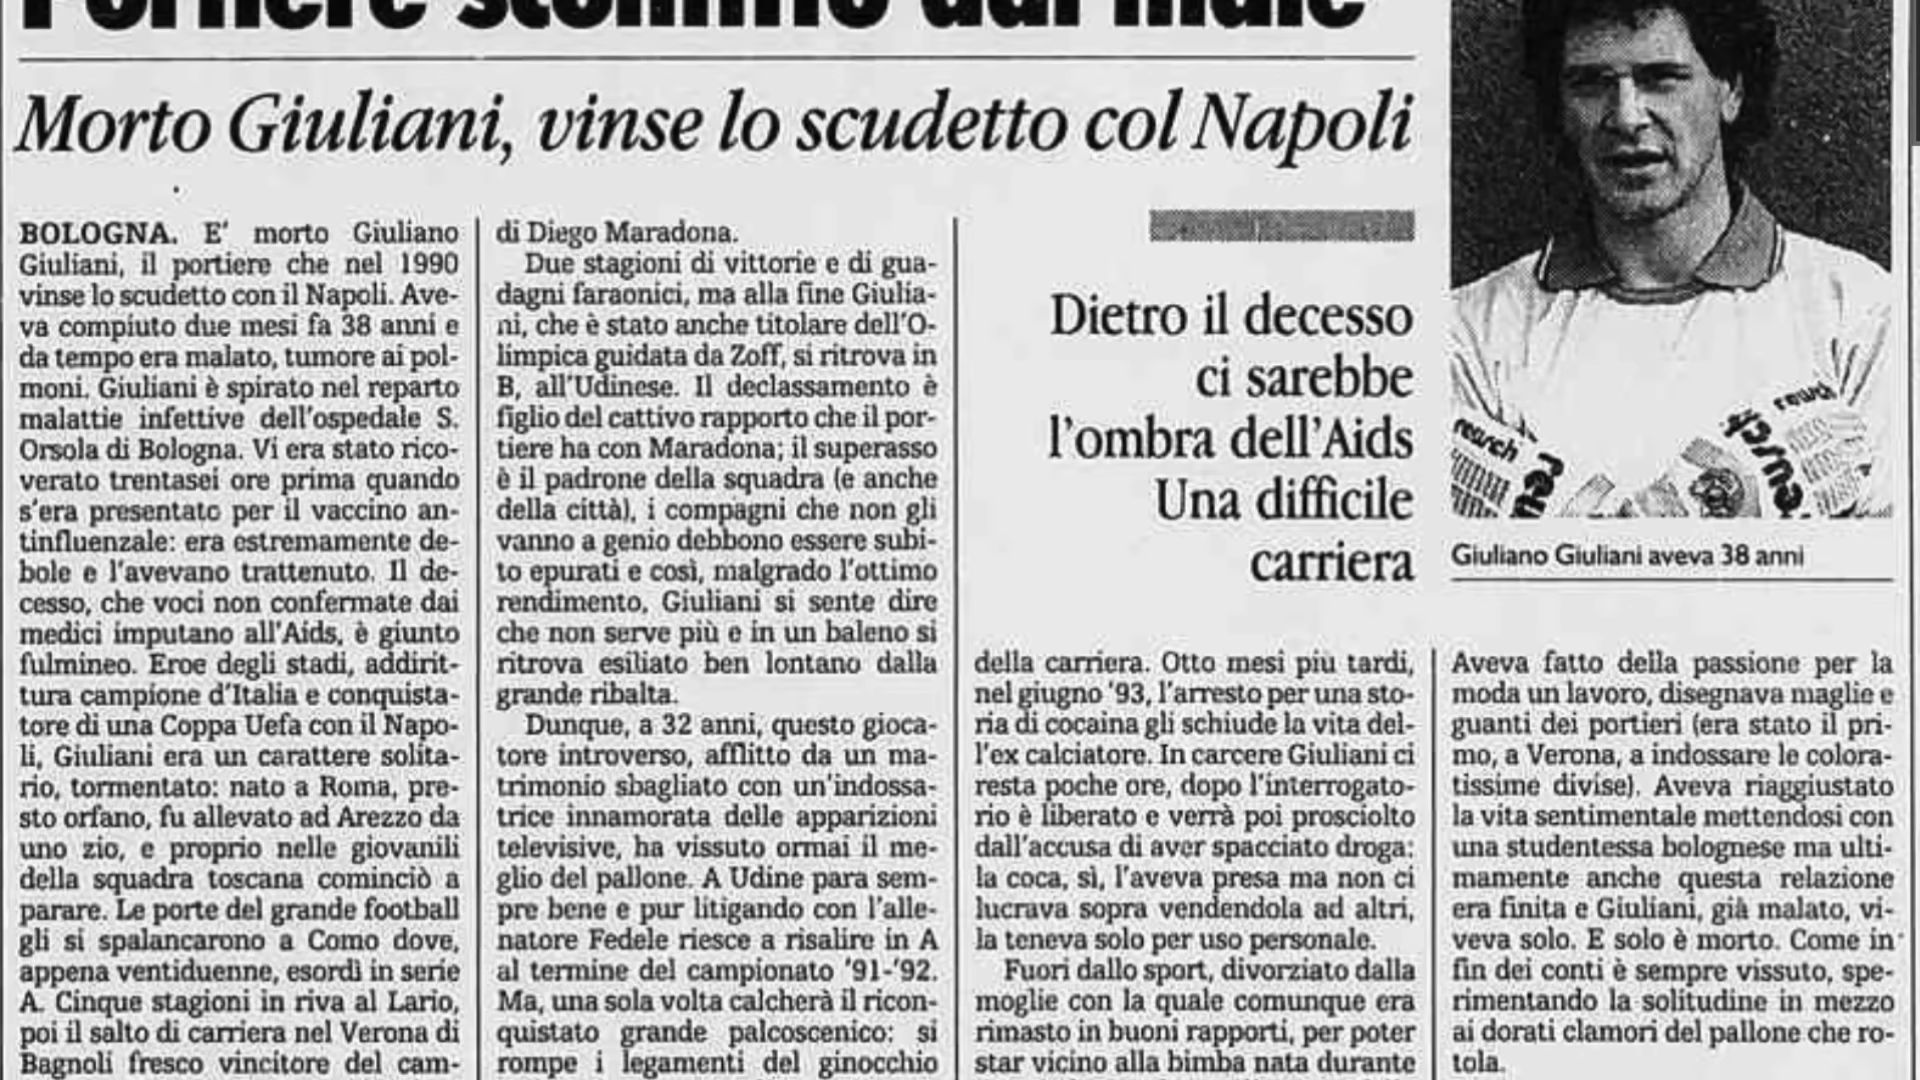 Portiere sconfitto dal male
Morto Giuliani, vinse lo scudetto col Napoli
BOLOGNA. E' morto Giuliano
Giuliani, il portiere che nel 1990
vinse lo scudetto con il Napoli. Ave-
va compiuto due mesi fa 38 anni e
da tempo era malato, tumore ai pol-
moni. Giuliani è spirato nel reparto
malattie infettive dell'ospedale S.
Orsola di Bologna. Vi era stato rico-
verato trentasei ore prima quando
s'era presentato per il vaccino an-
tinfluenzale: era estremamente de-
bole e l'avevano trattenuto. Il de-
cesso, che voci non confermate dai
medici imputano all'Aids, è giunto
fulmineo. Eroe degli stadi, addirit-
tura campione d'Italia e conquista-
tore di una Coppa Uefa con il Napo-
li, Giuliani era un carattere solita-
rio, tormentato: nato a Roma, pre-
sto orfano, fu allevato ad Arezzo da
uno zio, e proprio nelle giovanili
della squadra toscana cominciò a
parare. Le porte del grande football
gli si spalancarono a Como dove,
appena ventiduenne, esordì in serie
A. Cinque stagioni in riva al Lario,
poi il salto di carriera nel Verona di
Bagnoli fresco vincitore del cam-
di Diego Maradona.
Due stagioni di vittorie e di gua-
dagni faraonici, ma alla fine Giulia-
ni, che è stato anche titolare dell'O-
limpica guidata da Zoff, si ritrova in
B, all'Udinese. Il declassamento è
figlio del cattivo rapporto che il por-
tiere ha con Maradona; il superasso
è il padrone della squadra (e anche
della città), i compagni che non gli
vanno a genio debbono essere subi-
to epurati e così, malgrado l'ottimo
rendimento, Giuliani si sente dire
che non serve più e in un baleno si
ritrova esiliato ben lontano dalla
grande ribalta.
Dunque, a 32 anni, questo gioca-
tore introverso, afflitto da un ma-
trimonio sbagliato con un'indossa-
trice innamorata delle apparizioni
televisive, ha vissuto ormai il me-
glio del pallone. A Udine para sem-
pre bene e pur litigando con l'alle-
natore Fedele riesce a risalire in A
al termine del campionato '91-'92.
Ma, una sola volta calcherà il ricon-
quistato grande palcoscenico: si
rompe i legamenti del ginocchio
Dietro il decesso
ci sarebbe
l'ombra dell'Aids
Una difficile
carriera
della carriera. Otto mesi più tardi,
nel giugno '93, l'arresto per una sto-
ria di cocaina gli schiude la vita del-
l'ex calciatore. In carcere Giuliani ci
resta poche ore, dopo l'interrogato-
rio è liberato e verrà poi prosciolto
dall'accusa di aver spacciato droga:
la coca, sì, l'aveva presa ma non ci
lucrava sopra vendendola ad altri,
la teneva solo per uso personale.
Fuori dallo sport, divorziato dalla
moglie con la quale comunque era
rimasto in buoni rapporti, per poter
star vicino alla bimba nata durante
reusch
reusch
reusch
Giuliano Giuliani aveva 38 anni
Aveva fatto della passione per la
moda un lavoro, disegnava maglie e
guanti dei portieri (era stato il pri-
mo, a Verona, a indossare le colora-
tissime divise). Aveva riaggiustato
la vita sentimentale mettendosi con
una studentessa bolognese ma ulti-
mamente anche questa relazione
era finita e Giuliani, già malato, vi-
veva solo. E solo è morto. Come in
fin dei conti è sempre vissuto, spe-
rimentando la solitudine in mezzo
ai dorati clamori del pallone che ro-
tola.